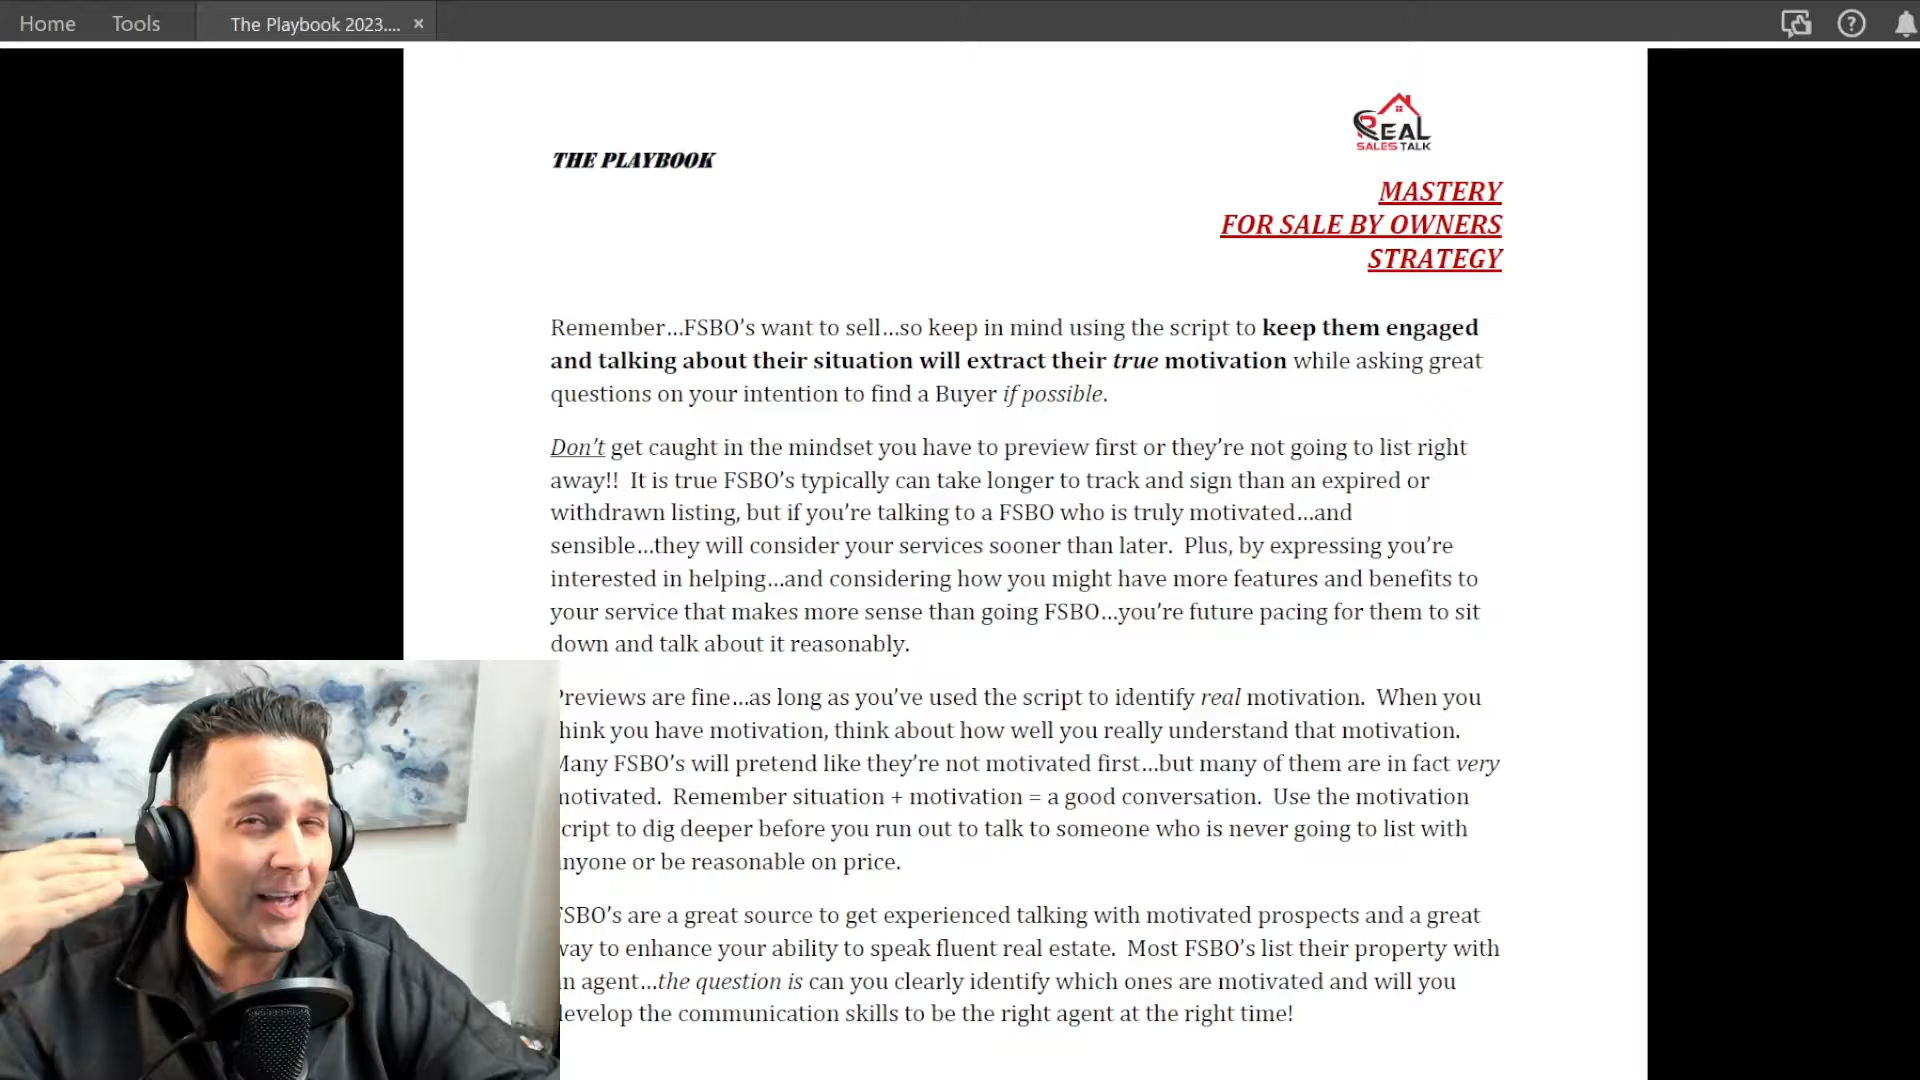 Home Tools The Playbook 2023.... ×
REAL
SALES TALK
THE PLAYBOOK
MASTERY
FOR SALE BY OWNERS
STRATEGY
Remember…FSBO’s want to sell…so keep in mind using the script to keep them engaged
and talking about their situation will extract their true motivation while asking great
questions on your intention to find a Buyer if possible.
Don’t get caught in the mindset you have to preview first or they’re not going to list right
away!! It is true FSBO’s typically can take longer to track and sign than an expired or
withdrawn listing, but if you’re talking to a FSBO who is truly motivated…and
sensible…they will consider your services sooner than later. Plus, by expressing you’re
interested in helping…and considering how you might have more features and benefits to
your service that makes more sense than going FSBO…you’re future pacing for them to sit
down and talk about it reasonably.
Previews are fine…as long as you’ve used the script to identify real motivation. When you
think you have motivation, think about how well you really understand that motivation.
Many FSBO’s will pretend like they’re not motivated first…but many of them are in fact very
motivated. Remember situation + motivation = a good conversation. Use the motivation
script to dig deeper before you run out to talk to someone who is never going to list with
anyone or be reasonable on price.
FSBO’s are a great source to get experienced talking with motivated prospects and a great
way to enhance your ability to speak fluent real estate. Most FSBO’s list their property with
an agent…the question is can you clearly identify which ones are motivated and will you
develop the communication skills to be the right agent at the right time!